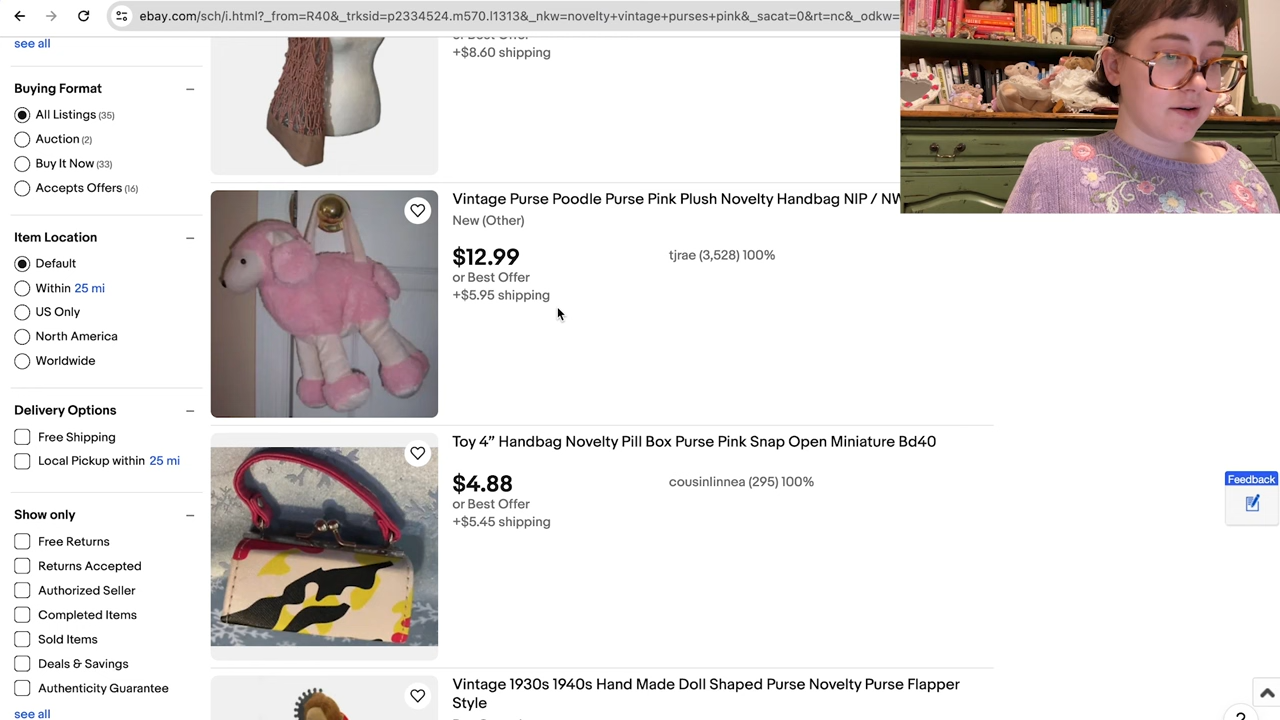 ebay.com/sch/i.html?_from=R40&_trksid=p2334524.m570.l1313&_nkw=novelty+vintage+purses+pink&_sacat=0&rt=nc&_odkw=
see all
or Best Offer
+$8.60 shipping
Buying Format
All Listings (35)
Auction (2)
Buy It Now (33)
Accepts Offers (16)
Vintage Purse Poodle Purse Pink Plush Novelty Handbag NIP /
New (Other)
$12.99
tjrae (3,528) 100%
or Best Offer
+$5.95 shipping
Item Location
Default
Within 25 mi
US Only
North America
Worldwide
Delivery Options
Free Shipping
Local Pickup within 25 mi
Toy 4” Handbag Novelty Pill Box Purse Pink Snap Open Miniature Bd40
$4.88
cousinlinnea (295) 100%
or Best Offer
+$5.45 shipping
Feedback
Show only
Free Returns
Returns Accepted
Authorized Seller
Completed Items
Sold Items
Deals & Savings
Authenticity Guarantee
see all
Vintage 1930s 1940s Hand Made Doll Shaped Purse Novelty Purse Flapper
Style